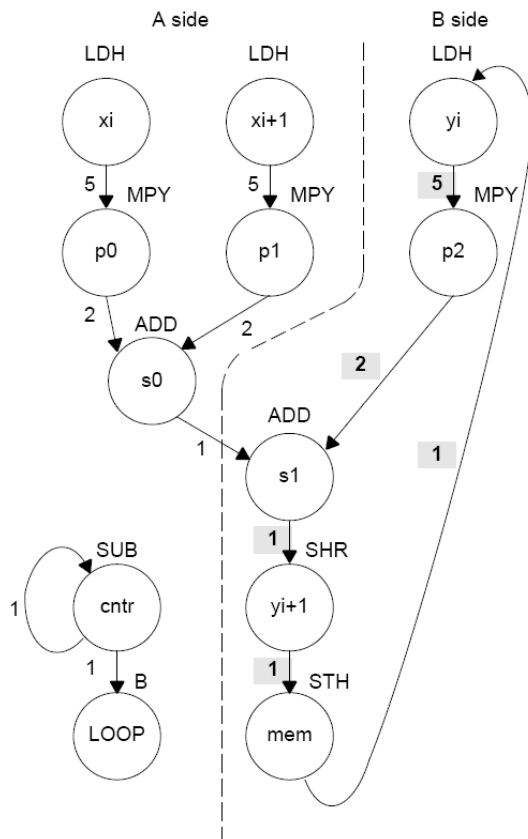 A side B side
LDH LDH LDH
xi xi+1 yi
5 5 5
MPY MPY MPY
p0 p1 p2
2 2
ADD
s0
2
ADD
1
s1
1
1 SHR
SUB
cntr yi+1
1
1 1
B STH
LOOP mem